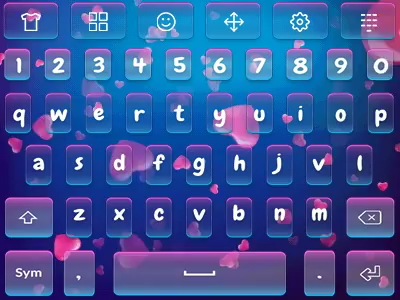 1 2 3 4 5 6 7 8 9 0
q w e r t y u i o p
a s d f g h j v l
z x c v b n m
Sym , .